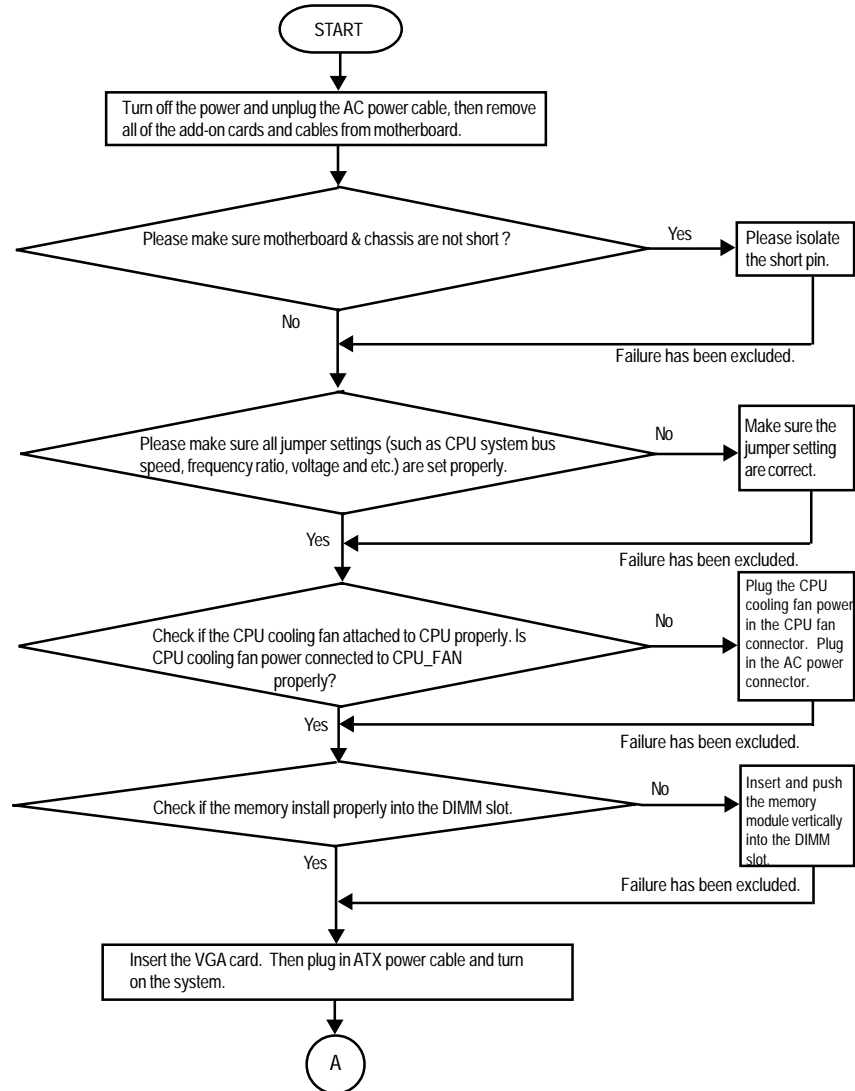 START
Turn off the power and unplug the AC power cable, then remove
all of the add-on cards and cables from motherboard.
Please make sure motherboard & chassis are not short ?
Yes
Please isolate
the short pin.
No
Failure has been excluded.
Please make sure all jumper settings (such as CPU system bus
speed, frequency ratio, voltage and etc.) are set properly.
No
Make sure the
jumper setting
are correct.
Yes
Failure has been excluded.
Check if the CPU cooling fan attached to CPU properly. Is
CPU cooling fan power connected to CPU_FAN
properly?
No
Plug the CPU
cooling fan power
in the CPU fan
connector. Plug
in the AC power
connector.
Yes
Failure has been excluded.
Check if the memory install properly into the DIMM slot.
No
Insert and push
the memory
module vertically
into the DIMM
slot.
Yes
Failure has been excluded.
Insert the VGA card. Then plug in ATX power cable and turn
on the system.
A